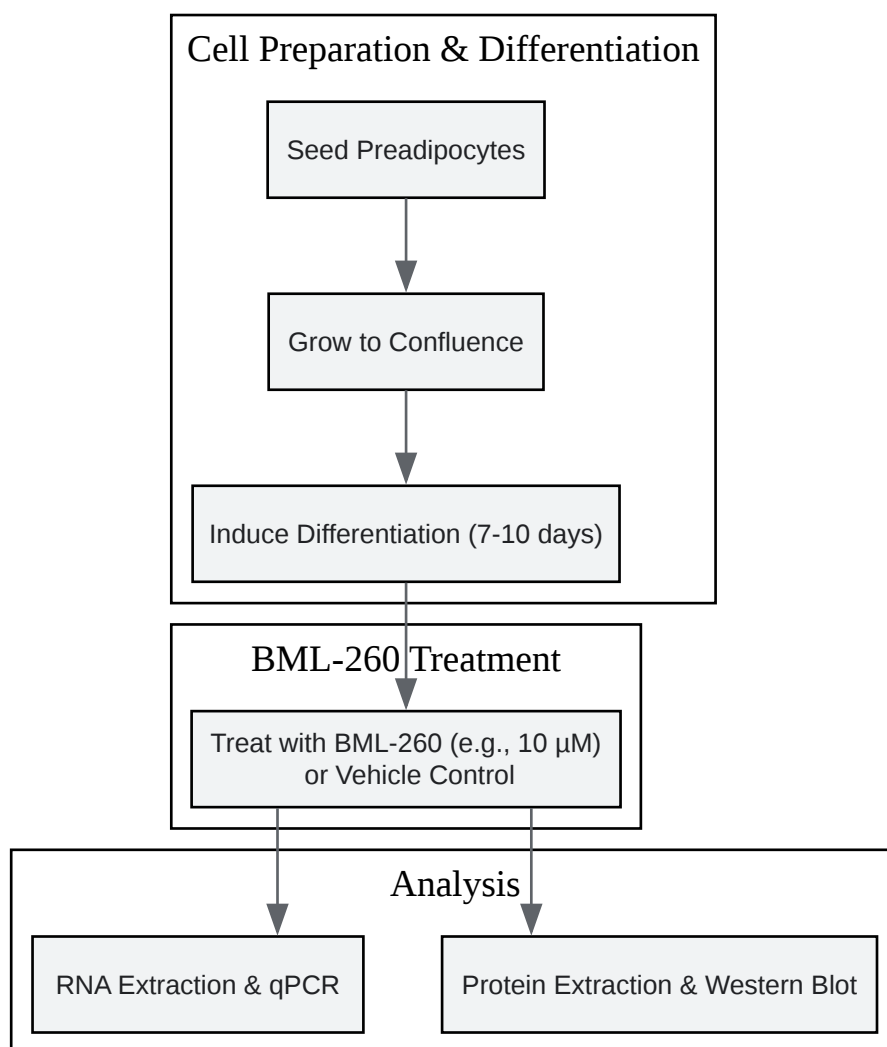 Cell Preparation & Differentiation
Seed Preadipocytes
Grow to Confluence
Induce Differentiation (7-10 days)
BML-260 Treatment
Treat with BML-260 (e.g., 10 µM)
or Vehicle Control
Analysis
RNA Extraction & qPCR
Protein Extraction & Western Blot